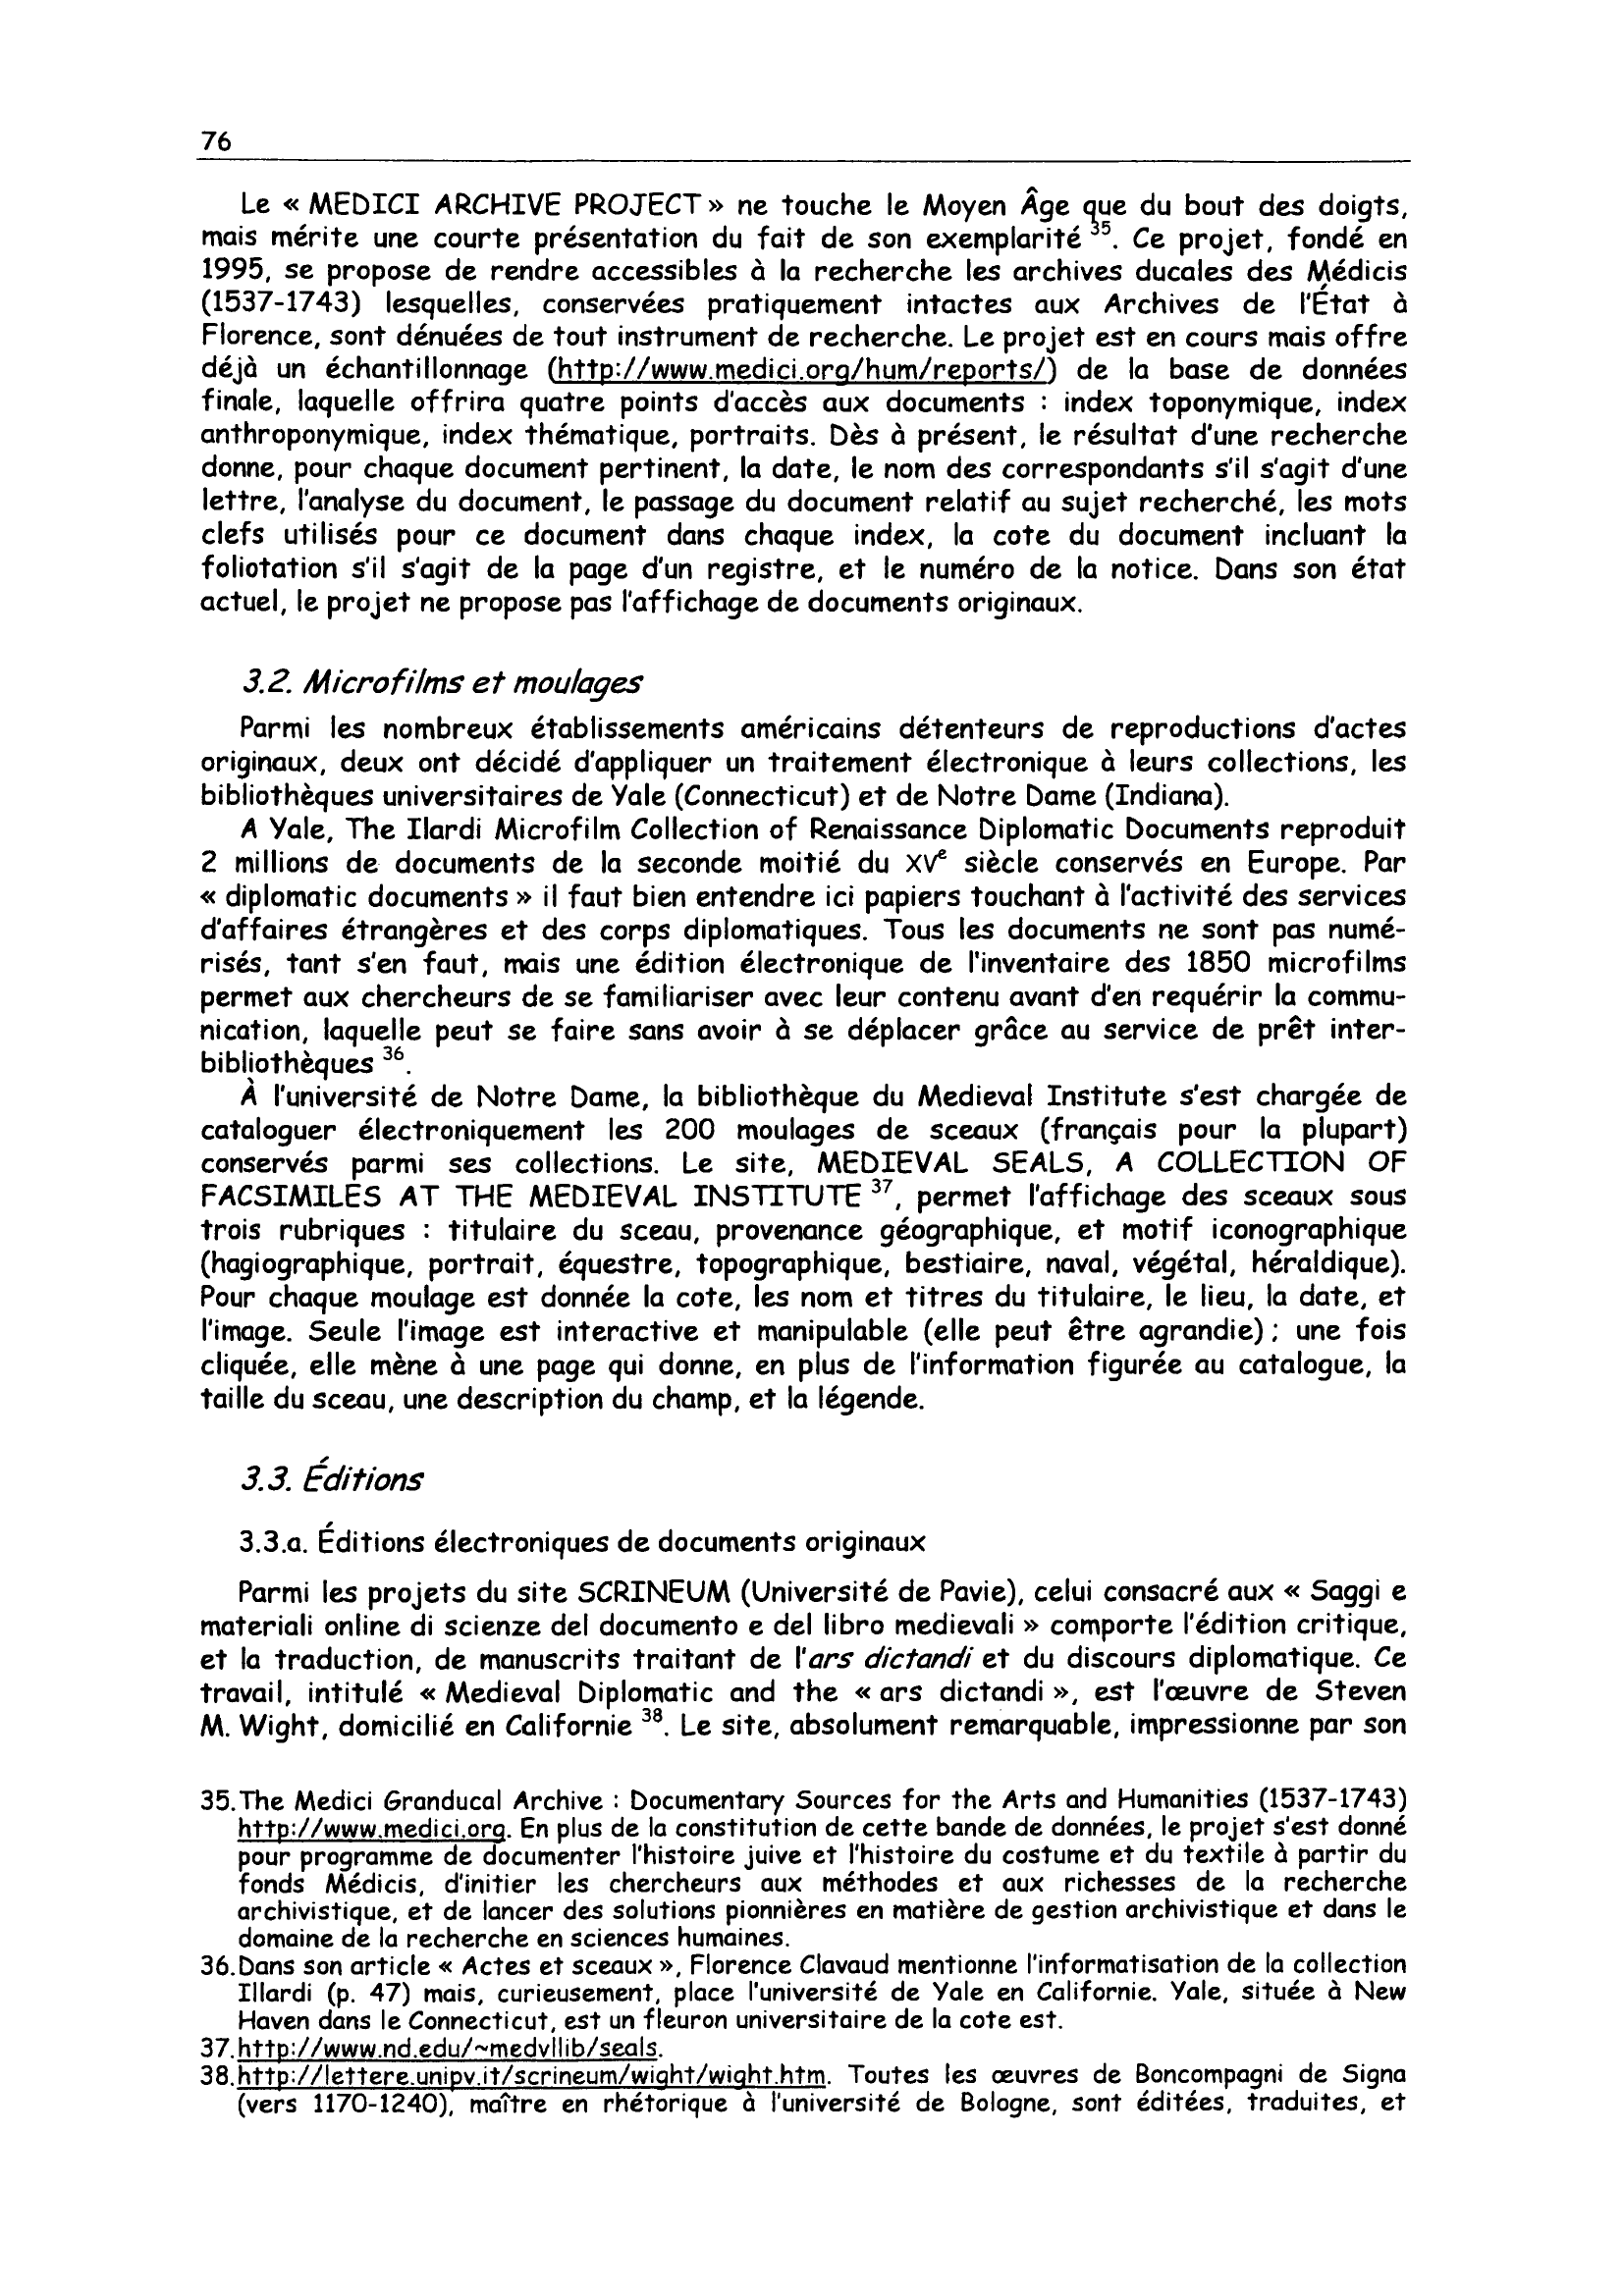 76
Le « MEDICI ARCHIVE PROJECT » ne touche le Moyen Âge que du bout des doigts,
mais mérite une courte présentation du fait de son exemplarité 35. Ce projet, fondé en
1995, se propose de rendre accessibles à la recherche les archives ducales des Médicis
(1537-1743) lesquelles, conservées pratiquement intactes aux Archives de l'État à
Florence, sont dénuées de tout instrument de recherche. Le projet est en cours mais offre
déjà un échantillonnage (http://www.medici.org/hum/reports/) de la base de données
finale, laquelle offrira quatre points d'accès aux documents : index toponymique, index
anthroponymique, index thématique, portraits. Dès à présent, le résultat d'une recherche
donne, pour chaque document pertinent, la date, le nom des correspondants s'il s'agit d'une
lettre, l'analyse du document, le passage du document relatif au sujet recherché, les mots
clefs utilisés pour ce document dans chaque index, la cote du document incluant la
foliotation s'il s'agit de la page d'un registre, et le numéro de la notice. Dans son état
actuel, le projet ne propose pas l'affichage de documents originaux.
3.2. Microfilms et moulages
Parmi les nombreux établissements américains détenteurs de reproductions d'actes
originaux, deux ont décidé d'appliquer un traitement électronique à leurs collections, les
bibliothèques universitaires de Yale (Connecticut) et de Notre Dame (Indiana).
A Yale, The Ilardi Microfilm Collection of Renaissance Diplomatic Documents reproduit
2 millions de documents de la seconde moitié du XVe siècle conservés en Europe. Par
« diplomatic documents » il faut bien entendre ici papiers touchant à l'activité des services
d'affaires étrangères et des corps diplomatiques. Tous les documents ne sont pas numé-
risés, tant s'en faut, mais une édition électronique de l'inventaire des 1850 microfilms
permet aux chercheurs de se familiariser avec leur contenu avant d'en requérir la commu-
nication, laquelle peut se faire sans avoir à se déplacer grâce au service de prêt inter-
bibliothèques 36.
À l'université de Notre Dame, la bibliothèque du Medieval Institute s'est chargée de
cataloguer électroniquement les 200 moulages de sceaux (français pour la plupart)
conservés parmi ses collections. Le site, MEDIEVAL SEALS, A COLLECTION OF
FACSIMILES AT THE MEDIEVAL INSTITUTE 37, permet l'affichage des sceaux sous
trois rubriques : titulaire du sceau, provenance géographique, et motif iconographique
(hagiographique, portrait, équestre, topographique, bestiaire, naval, végétal, héraldique).
Pour chaque moulage est donnée la cote, les nom et titres du titulaire, le lieu, la date, et
l'image. Seule l'image est interactive et manipulable (elle peut être agrandie) ; une fois
cliquée, elle mène à une page qui donne, en plus de l'information figurée au catalogue, la
taille du sceau, une description du champ, et la légende.
3.3. Éditions
3.3.a. Éditions électroniques de documents originaux
Parmi les projets du site SCRINEUM (Université de Pavie), celui consacré aux « Saggi e
materiali online di scienze del documento e del libro medievali » comporte l'édition critique,
et la traduction, de manuscrits traitant de l'ars dictandi et du discours diplomatique. Ce
travail, intitulé « Medieval Diplomatic and the « ars dictandi », est l'œuvre de Steven
M. Wight, domicilié en Californie 38. Le site, absolument remarquable, impressionne par son
35. The Medici Granducal Archive : Documentary Sources for the Arts and Humanities (1537-1743)
http://www.medici.org. En plus de la constitution de cette bande de données, le projet s'est donné
pour programme de documenter l'histoire juive et l'histoire du costume et du textile à partir du
fonds Médicis, d'initier les chercheurs aux méthodes et aux richesses de la recherche
archivistique, et de lancer des solutions pionnières en matière de gestion archivistique et dans le
domaine de la recherche en sciences humaines.
36. Dans son article « Actes et sceaux », Florence Clavaud mentionne l'informatisation de la collection
Illardi (p. 47) mais, curieusement, place l'université de Yale en Californie. Yale, située à New
Haven dans le Connecticut, est un fleuron universitaire de la cote est.
37. http://www.nd.edu/~medvllib/seals.
38. http://lettere.unipv.it/scrineum/wight/wight.htm. Toutes les œuvres de Boncompagni de Signa
(vers 1170-1240), maître en rhétorique à l'université de Bologne, sont éditées, traduites, et